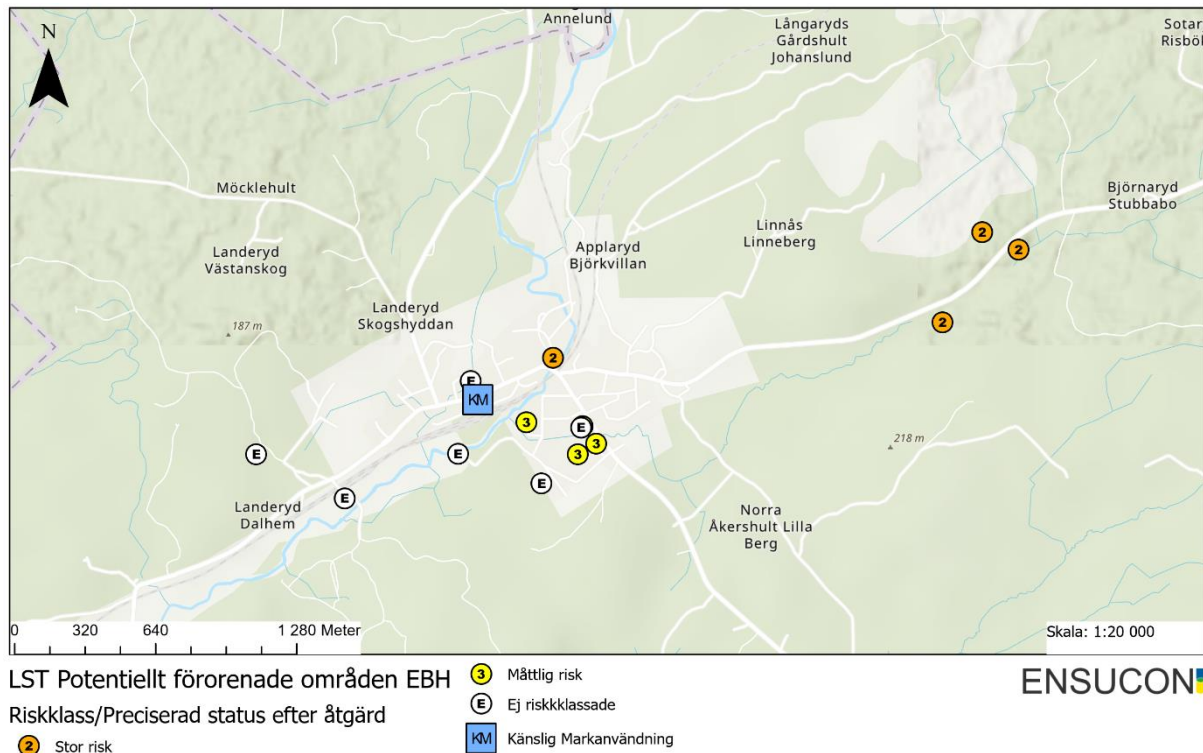 Annelund
N
Långaryds
Gårdshult
Johanslund
Sotar
Risböl
Möcklehult
Björnaryd
Stubbabo
Landeryd
Västanskog
Applaryd
Björkvillan
Linnås
Linneberg
2
2
Landeryd
Skogshyddan
187 m
2
2
E
KM
3
E
3
3
218 m
E
E
E
E
Landeryd
Dalhem
Norra
Åkershult Lilla
Berg
0 320 640 1 280 Meter
Skala: 1:20 000
LST Potentiellt förorenade områden EBH
Riskklass/Preciserad status efter åtgärd
2 Stor risk
3 Måttlig risk
E Ej riskkklassade
KM Känslig Markanvändning
ENSUCON